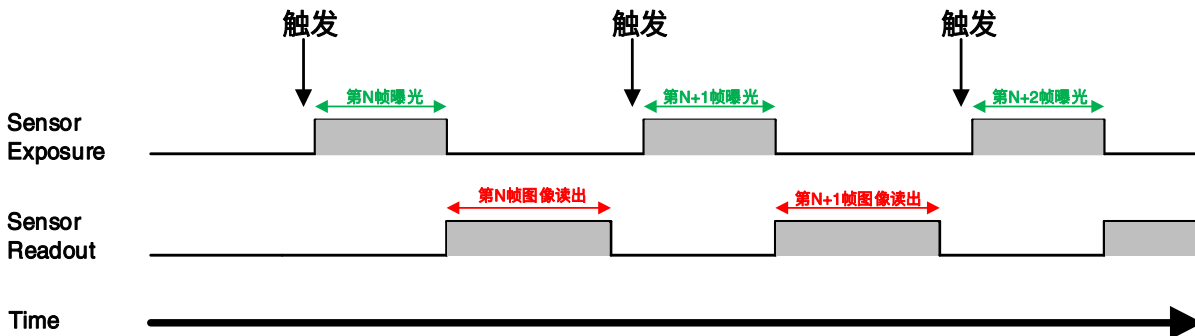 触发 触发 触发
第N帧曝光 第N+1帧曝光 第N+2帧曝光
Sensor
Exposure
第N帧图像读出 第N+1帧图像读出
Sensor
Readout
Time